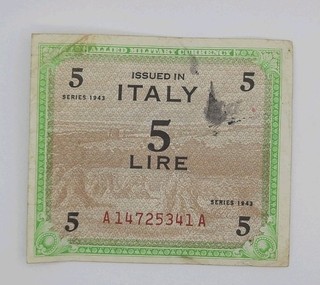 ALLIED MILITARY CURRENCY
5 ISSUED IN 5
SERIES 1943 ITALY
5
LIRE
SERIES 1943
5 A14725341A 5